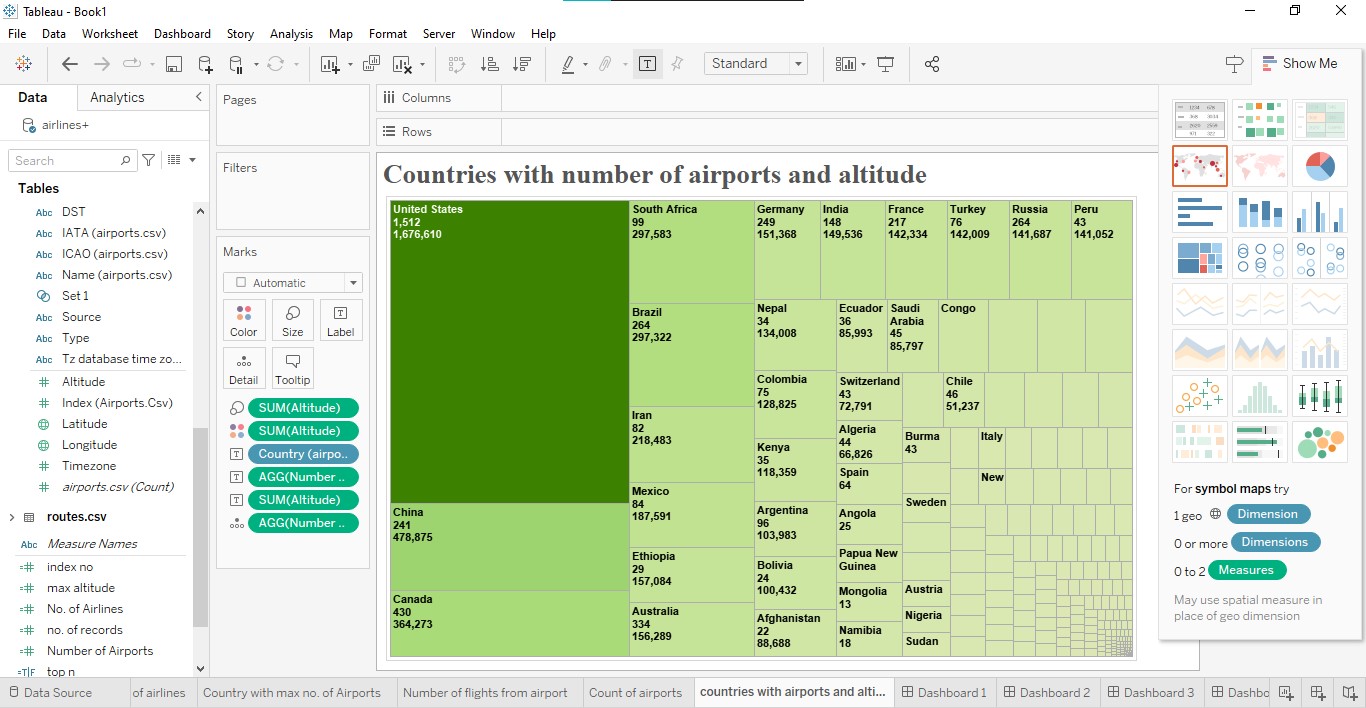 Tableau - Book1
File Data Worksheet Dashboard Story Analysis Map Format Server Window Help
Standard
Show Me
Data Analytics
airlines+
Search
Tables
Abc DST
Abc IATA (airports.csv)
Abc ICAO (airports.csv)
Abc Name (airports.csv)
Set 1
Abc Source
Abc Type
Abc Tz database time zo...
Altitude
Index (Airports.Csv)
Latitude
Longitude
Timezone
airports.csv (Count)
routes.csv
Abc Measure Names
index no
max altitude
No. of Airlines
no. of records
Number of Airports
T|F top n
Pages
Filters
Marks
Automatic
Color Size Label
Detail Tooltip
SUM(Altitude)
SUM(Altitude)
Country (airpo..
AGG(Number ..
SUM(Altitude)
AGG(Number ..
Columns
Rows
Countries with number of airports and altitude
United States
1,512
1,676,610
China
241
478,875
Canada
430
364,273
South Africa
99
297,583
Brazil
264
297,322
Iran
82
218,483
Mexico
84
187,591
Ethiopia
29
157,084
Australia
334
156,289
Germany
249
151,368
India
148
149,536
France
217
142,334
Turkey
76
142,009
Russia
264
141,687
Peru
43
141,052
Nepal
34
134,008
Colombia
75
128,825
Kenya
35
118,359
Argentina
96
103,983
Bolivia
24
100,432
Afghanistan
22
88,688
Ecuador
36
85,993
Saudi
Arabia
45
85,797
Congo
Switzerland
43
72,791
Algeria
44
66,826
Spain
64
Angola
25
Papua New
Guinea
Mongolia
13
Namibia
18
Chile
46
51,237
Burma
43
Sweden
Austria
Nigeria
Sudan
Italy
New
For symbol maps try
1 geo Dimension
0 or more Dimensions
0 to 2 Measures
May use spatial measure in
place of geo dimension
Data Source of airlines Country with max no. of Airports Number of flights from airport Count of airports countries with airports and alti... Dashboard 1 Dashboard 2 Dashboard 3 Dashbo